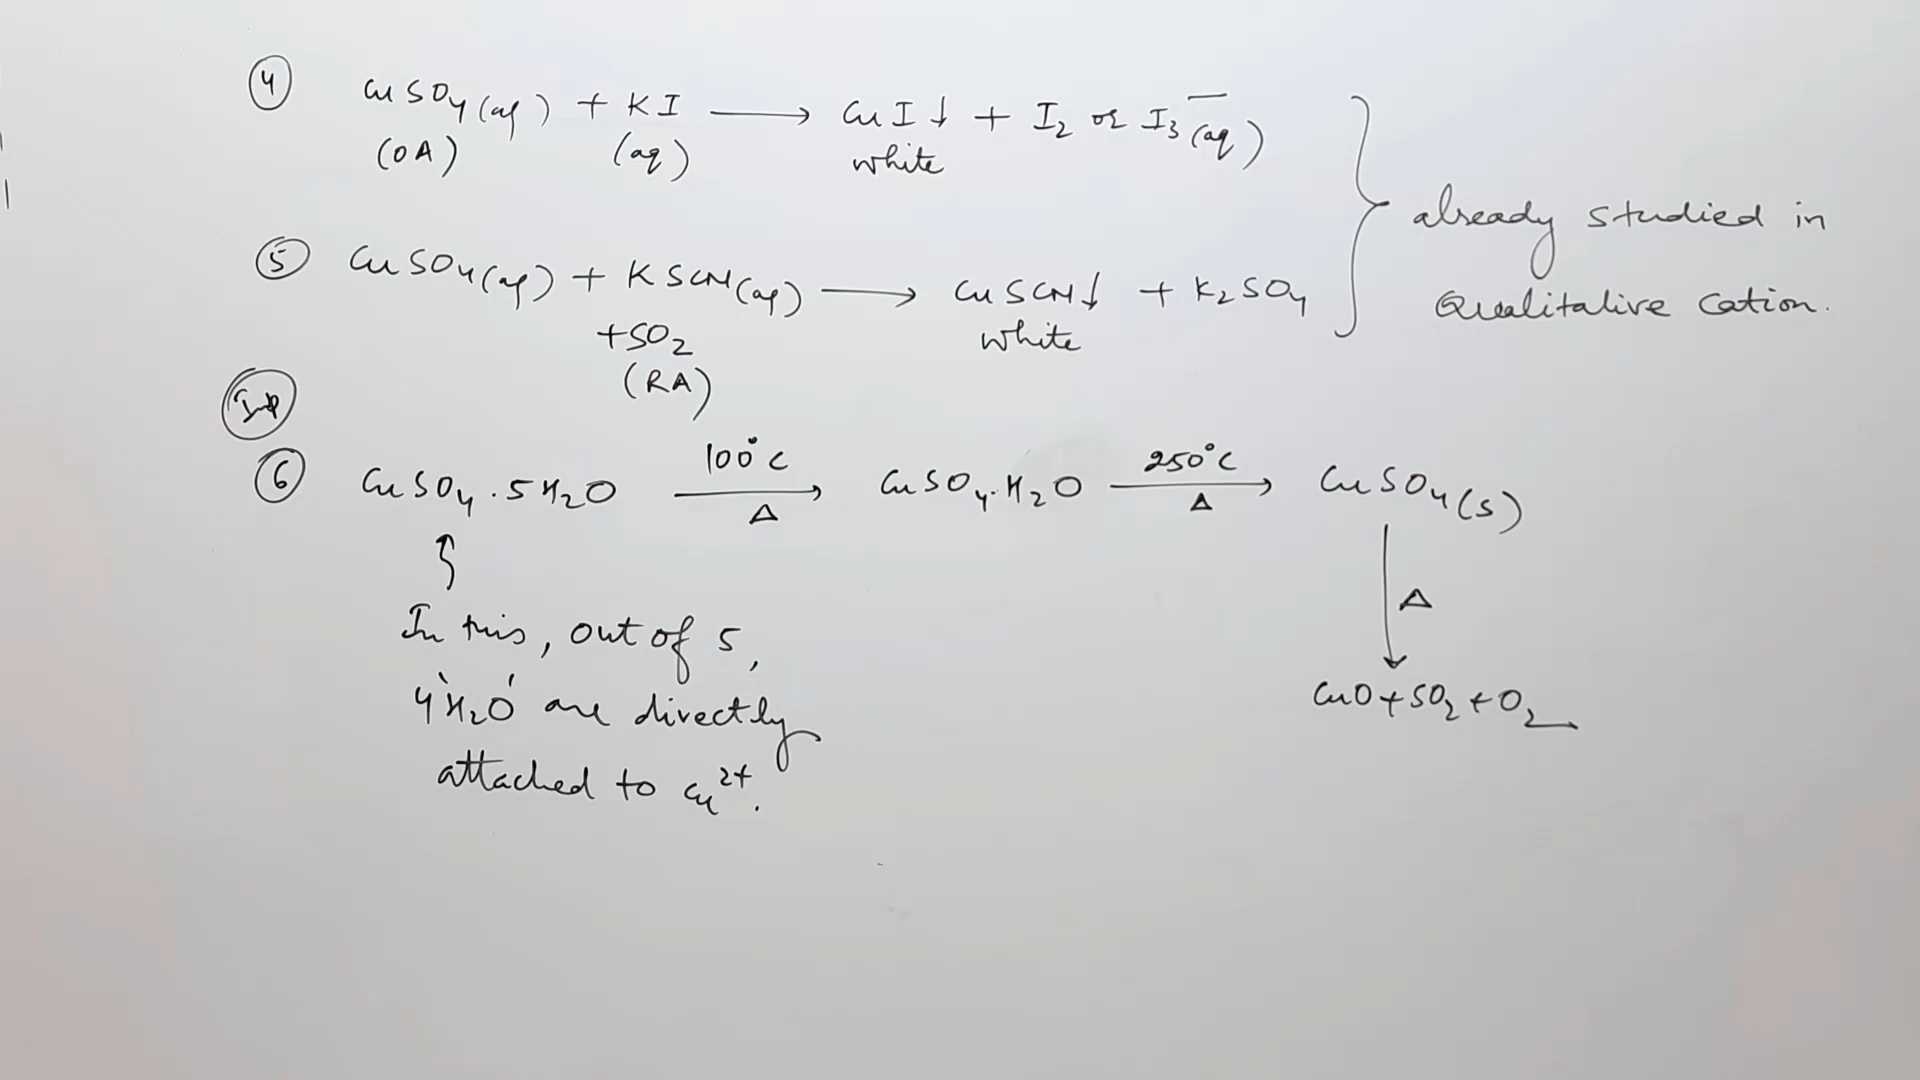 ④ CuSO₄(aq) + KI ⟶ CuI↓ + I₂ or I₃⁻(aq)
(OA) (aq) white
⑤ CuSO₄(aq) + KSCN(aq) ⟶ CuSCN↓ + K₂SO₄
+SO₂ white
(RA)
already studied in
Qualitative cation.
Imp
⑥ CuSO₄.5H₂O 100°C ⟶ Δ CuSO₄.H₂O 250°C ⟶ Δ CuSO₄(s)
↓ Δ
CuO + SO₂ + O₂
In this, out of 5,
4 'H₂O' are directly
attached to Cu²⁺.